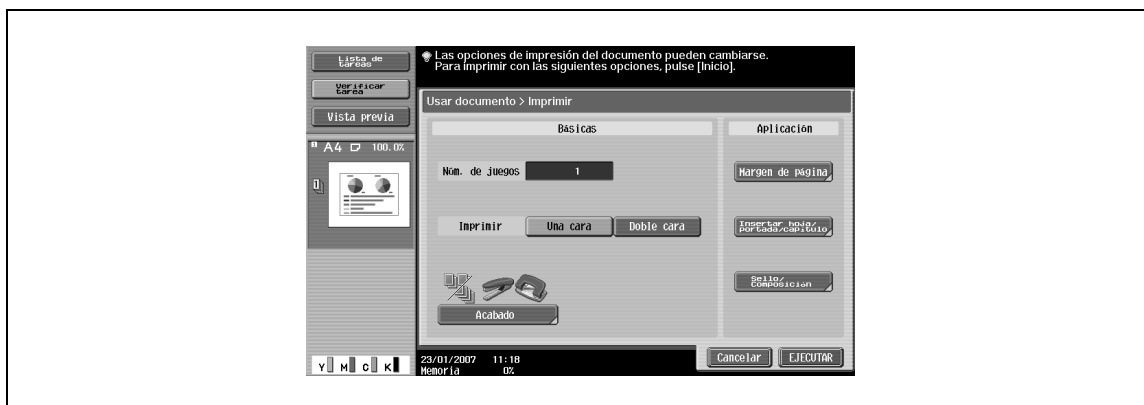 Lista de
tareas
Verificar
tarea
Vista previa
A4 100.0%
1
Las opciones de impresión del documento pueden cambiarse.
Para imprimir con las siguientes opciones, pulse [Inicio].
Usar documento > Imprimir
Básicas
Núm. de juegos 1
Imprimir Una cara Doble cara
Acabado
Aplicación
Margen de página
Insertar hoja/
portada/capítulo
Sello/
Composición
Y M C K
23/01/2007 11:18
Memoria 0%
Cancelar EJECUTAR